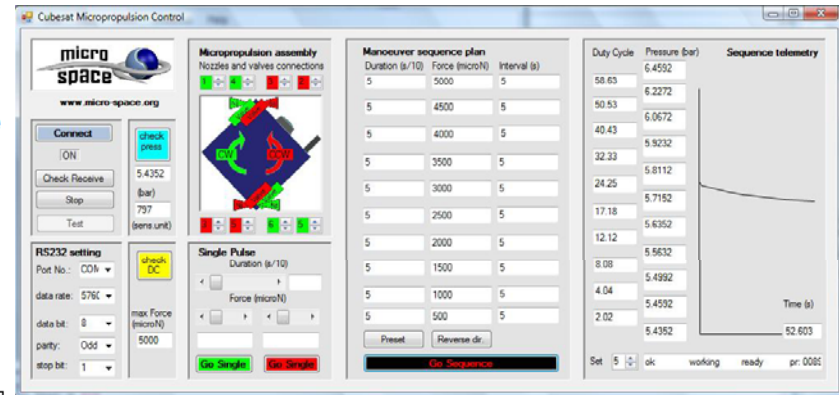 Cubesat Micropropulsion Control
micro
space
www.micro-space.org
Connect
ON
Check Receive
Stop
Test
check
press
5.4352
(bar)
797
(sens.unit)
RS232 setting
Port No.: COM
data rate: 5760
data bit: 8
party: Odd
stop bit: 1
check
DC
max Force
(microN)
5000
Micropropulsion assembly
Nozzles and valves connections
1 4 3 2
CW CCW
6 5
Single Pulse
Duration (s/10)
Force (microN)
Go Single Go Single
Manoeuver sequence plan
Duration (s/10) Force (microN) Interval (s)
5 5000 5
5 4500 5
5 4000 5
5 3500 5
5 3000 5
5 2500 5
5 2000 5
5 1500 5
5 1000 5
5 500 5
Preset Reverse dir.
Go Sequence
Duty Cycle Pressure (bar) Sequence telemetry
6.4592
58.63
6.2272
50.53
6.0672
40.43
5.9232
32.33
5.8112
24.25
5.7152
17.18
5.6352
12.12
5.5632
8.08
5.4992
4.04
5.4592 Time (s)
2.02
5.4352 52.603
Set 5 ok working ready